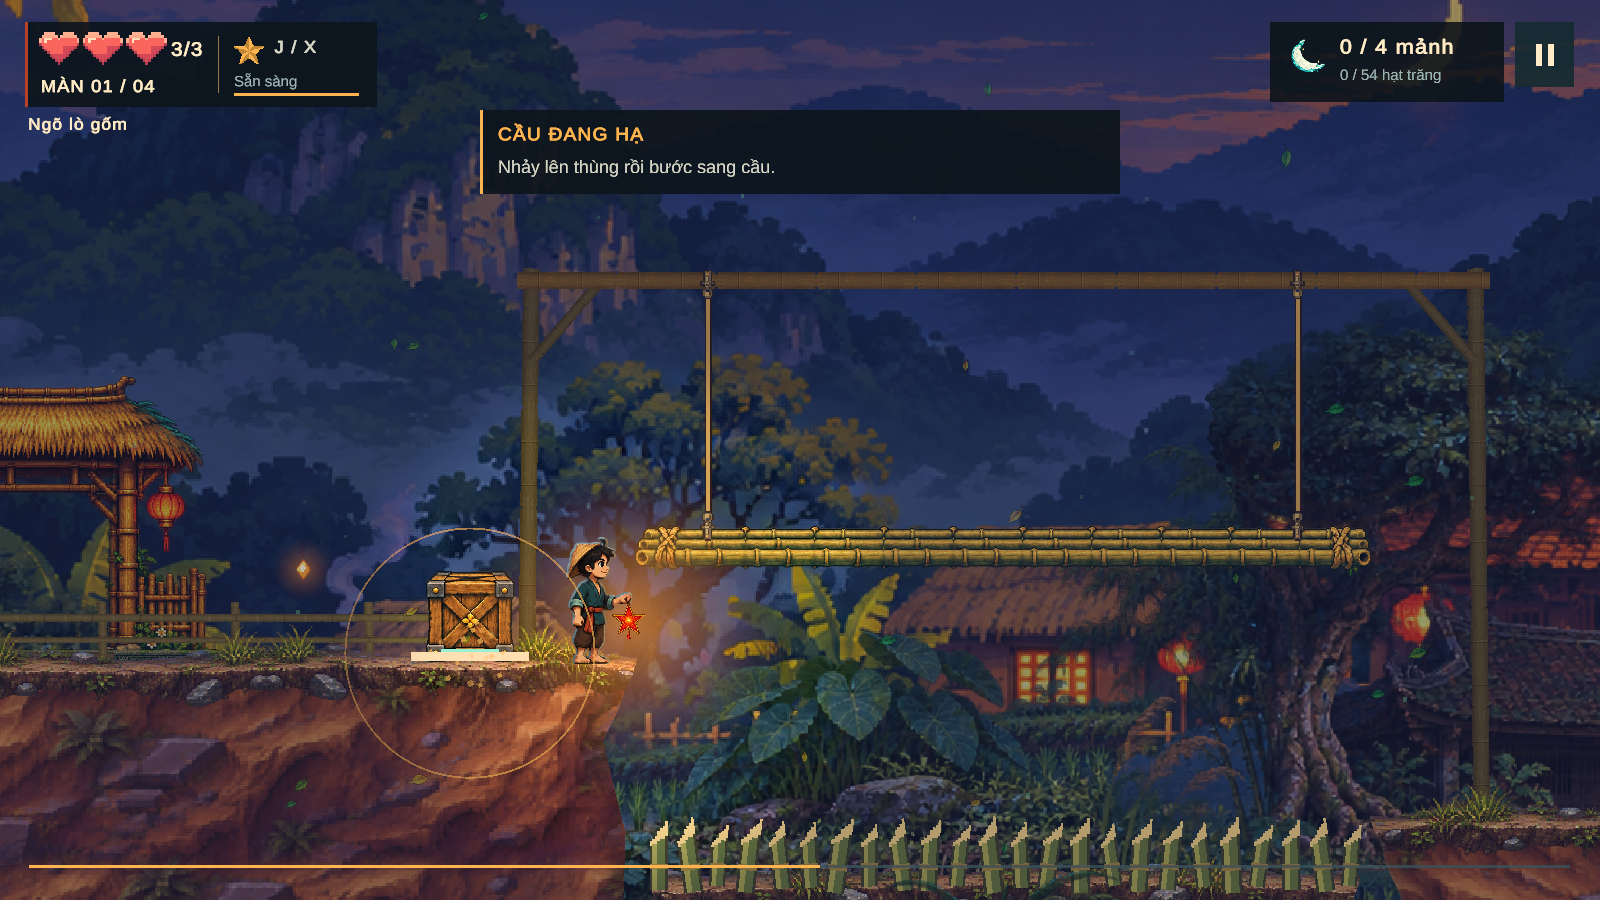 3/3
J / X
Sẵn sàng
MÀN 01 / 04
Ngõ lò gốm
CẦU ĐANG HẠ
Nhảy lên thùng rồi bước sang cầu.
0 / 4 mảnh
0 / 54 hạt trăng